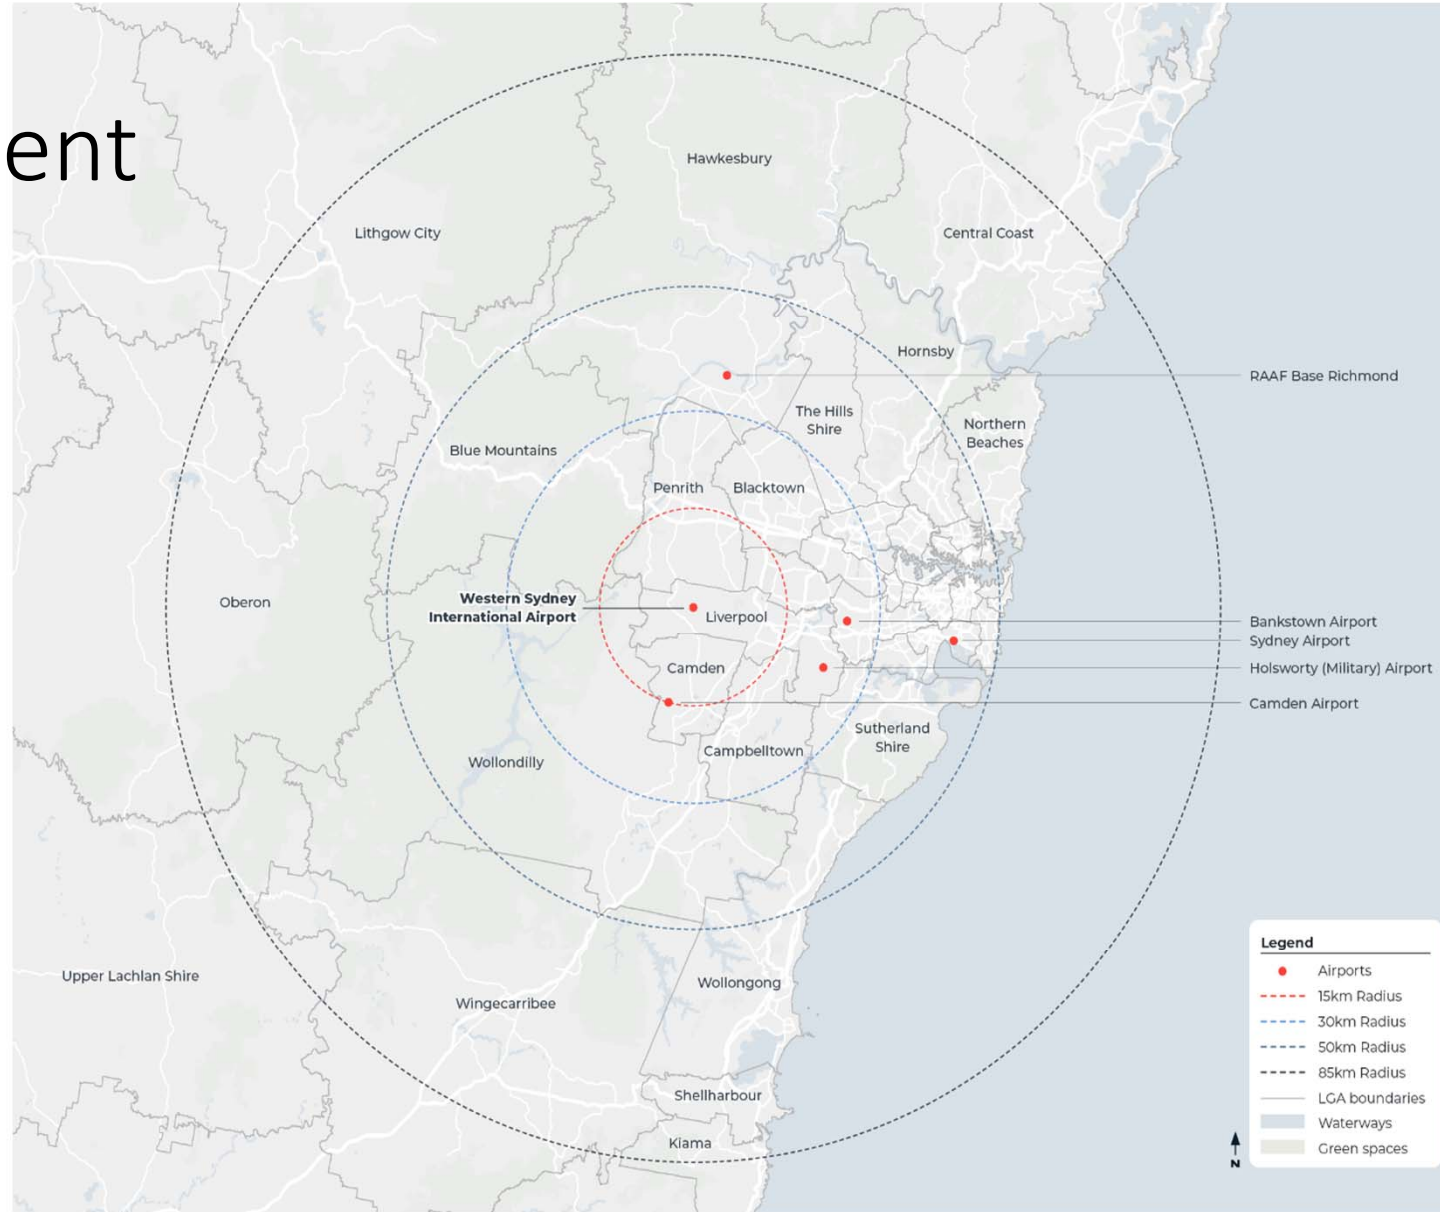 ent
Hawkesbury
Lithgow City
Central Coast
Hornsby
RAAF Base Richmond
The Hills
Shire
Northern
Beaches
Blue Mountains
Penrith
Blacktown
Western Sydney
International Airport
Oberon
Liverpool
Bankstown Airport
Sydney Airport
Camden
Holsworty (Military) Airport
Camden Airport
Sutherland
Shire
Campbelltown
Wollondilly
Upper Lachlan Shire
Wollongong
Wingecarribee
Shellharbour
Kiama
Legend
Airports
15km Radius
30km Radius
50km Radius
85km Radius
LGA boundaries
Waterways
Green spaces
N